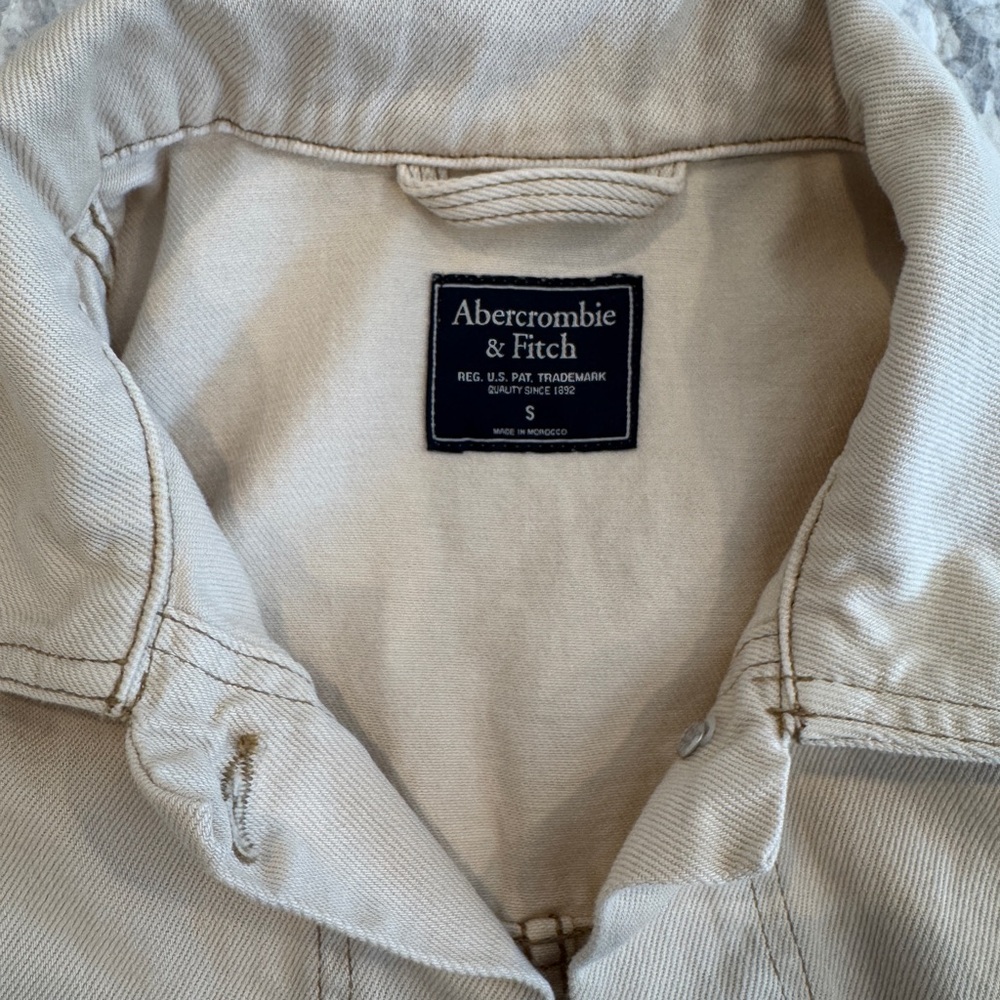 Abercrombie
& Fitch
REG. U.S. PAT. TRADEMARK
QUALITY SINCE 1892
S
MADE IN MOROCCO